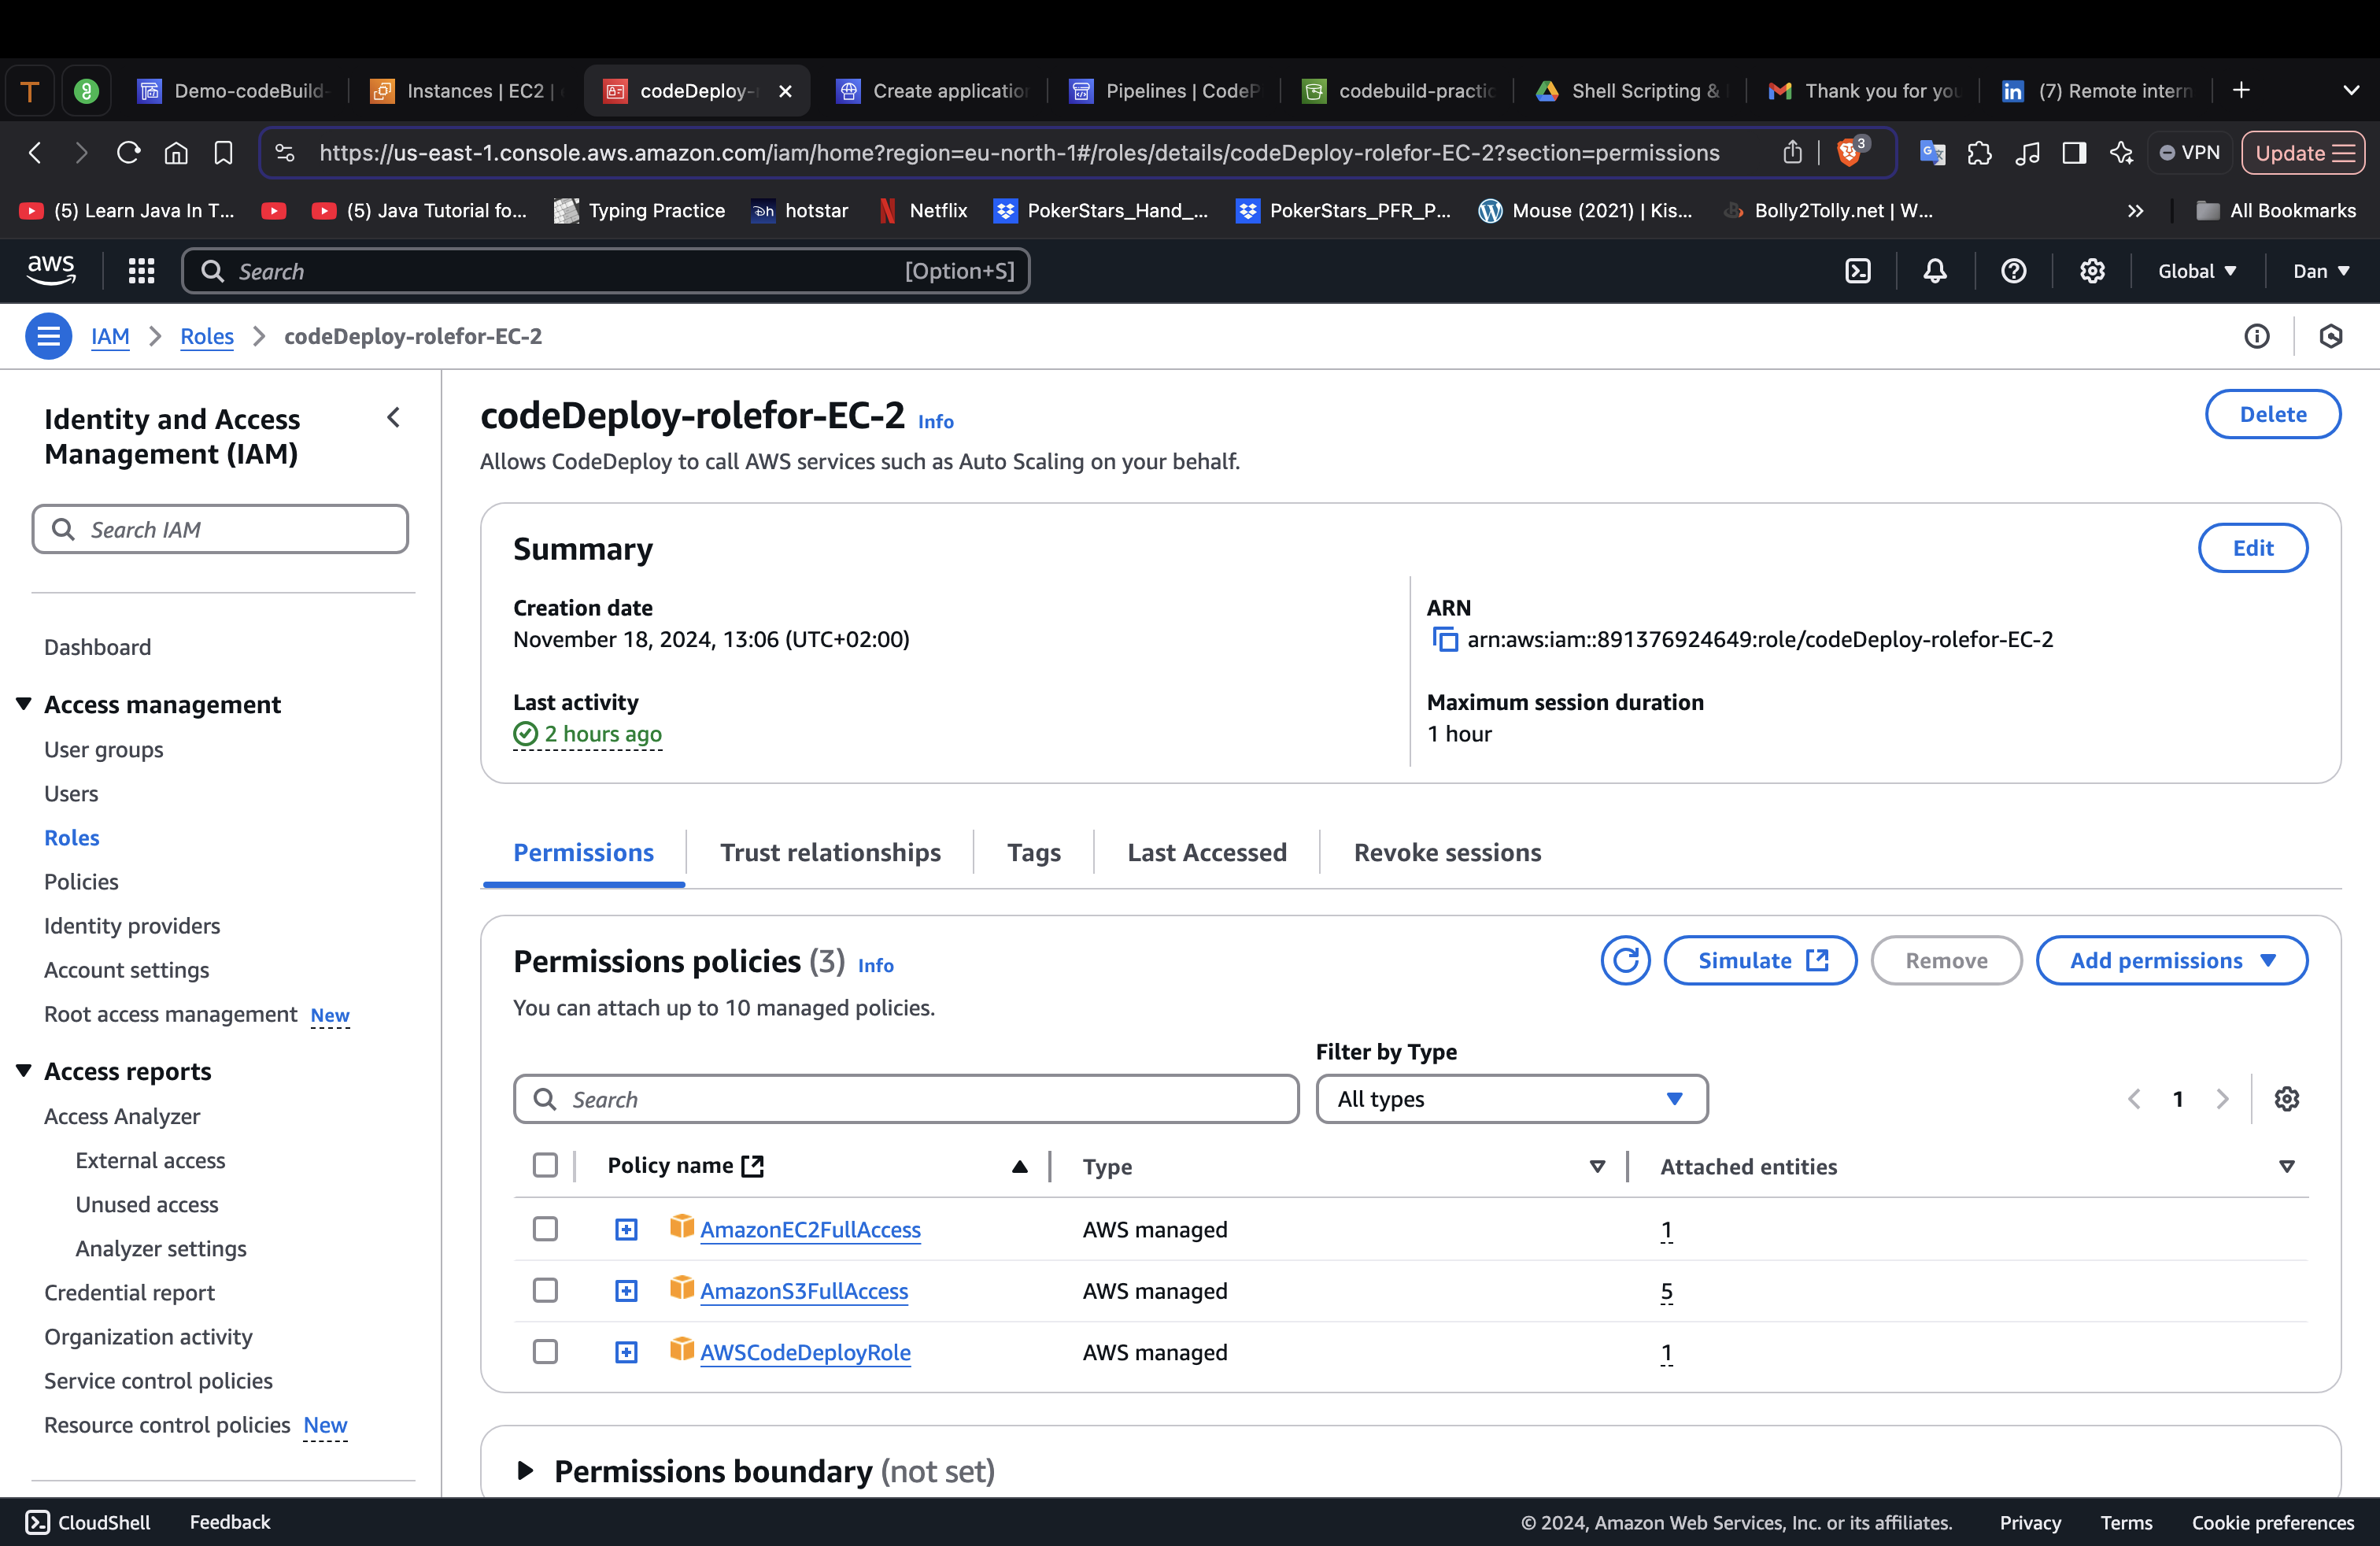 T
Demo-codeBuild-
Instances | EC2 |
codeDeploy-
Create application
Pipelines | CodeP
codebuild-practic
Shell Scripting &
Thank you for you
(7) Remote intern
https://us-east-1.console.aws.amazon.com/iam/home?region=eu-north-1#/roles/details/codeDeploy-rolefor-EC-2?section=permissions
3
VPN
Update
(5) Learn Java In T...
(5) Java Tutorial fo...
Typing Practice
hotstar
Netflix
PokerStars_Hand_...
PokerStars_PFR_P...
Mouse (2021) | Kis...
Bolly2Tolly.net | W...
All Bookmarks
aws
Search
[Option+S]
Global
Dan
IAM
Roles
codeDeploy-rolefor-EC-2
Identity and Access
Management (IAM)
Search IAM
Dashboard
Access management
User groups
Users
Roles
Policies
Identity providers
Account settings
Root access management New
Access reports
Access Analyzer
External access
Unused access
Analyzer settings
Credential report
Organization activity
Service control policies
Resource control policies New
codeDeploy-rolefor-EC-2 Info
Delete
Allows CodeDeploy to call AWS services such as Auto Scaling on your behalf.
Summary
Edit
Creation date
November 18, 2024, 13:06 (UTC+02:00)
ARN
arn:aws:iam::891376924649:role/codeDeploy-rolefor-EC-2
Last activity
2 hours ago
Maximum session duration
1 hour
Permissions
Trust relationships
Tags
Last Accessed
Revoke sessions
Permissions policies (3) Info
Simulate
Remove
Add permissions
You can attach up to 10 managed policies.
Filter by Type
Search
All types
1
Policy name
Type
Attached entities
AmazonEC2FullAccess
AWS managed
1
AmazonS3FullAccess
AWS managed
5
AWSCodeDeployRole
AWS managed
1
Permissions boundary (not set)
CloudShell
Feedback
© 2024, Amazon Web Services, Inc. or its affiliates.
Privacy
Terms
Cookie preferences